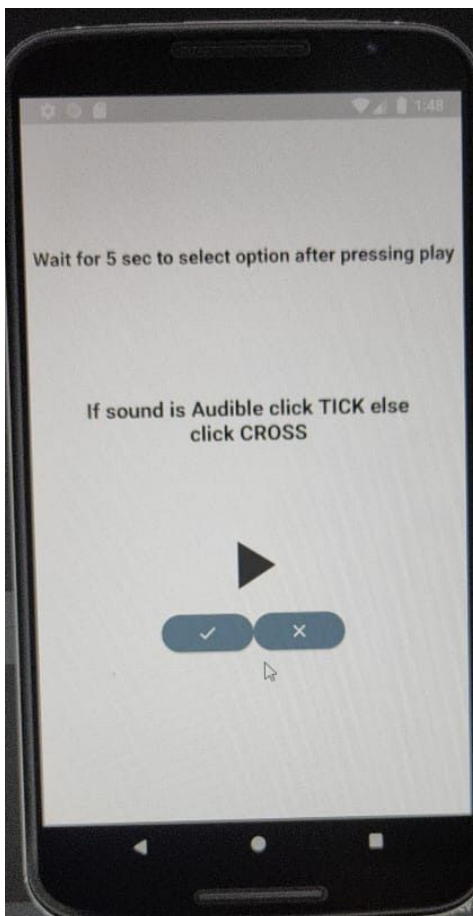 1:48
Wait for 5 sec to select option after pressing play
If sound is Audible click TICK else
click CROSS